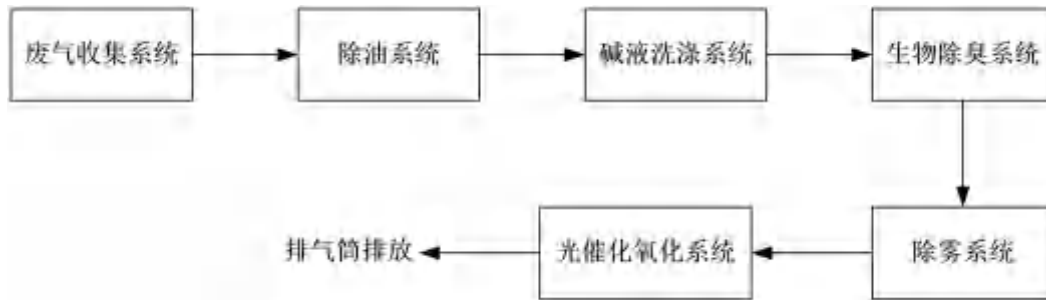 废气收集系统
除油系统
碱液洗涤系统
生物除臭系统
除雾系统
光催化氧化系统
排气筒排放